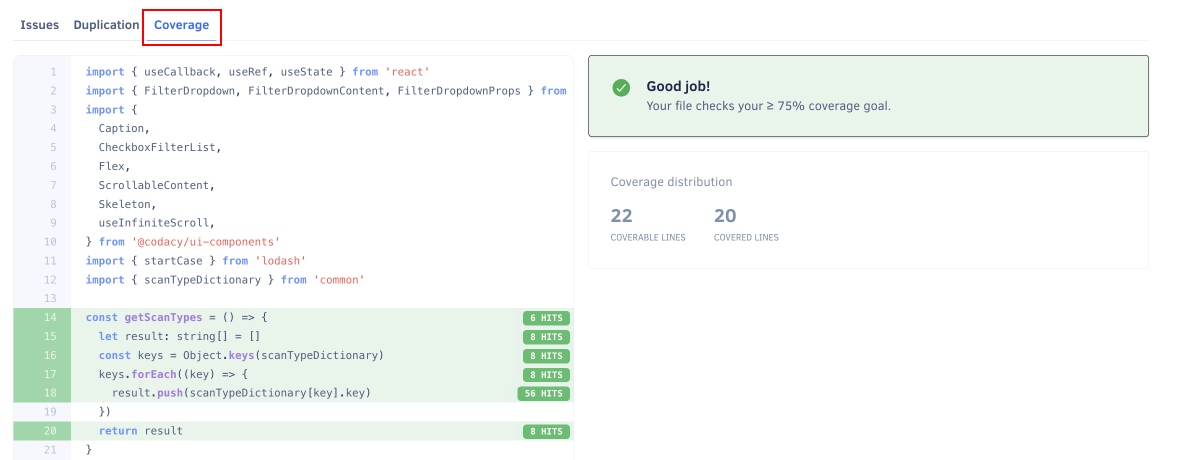 Issues Duplication Coverage
1 import { useCallback, useRef, useState } from 'react'
2 import { FilterDropdown, FilterDropdownContent, FilterDropdownProps } from
3 import {
4   Caption,
5   CheckboxFilterList,
6   Flex,
7   ScrollableContent,
8   Skeleton,
9   useInfiniteScroll,
10 } from '@codacy/ui-components'
11 import { startCase } from 'lodash'
12 import { scanTypeDictionary } from 'common'
13
14 const getScanTypes = () => { 6 HITS
15   let result: string[] = [] 8 HITS
16   const keys = Object.keys(scanTypeDictionary) 8 HITS
17   keys.forEach((key) => { 8 HITS
18     result.push(scanTypeDictionary[key].key) 56 HITS
19   })
20   return result 8 HITS
21 }
Good job!
Your file checks your ≥ 75% coverage goal.
Coverage distribution
22 20
COVERABLE LINES COVERED LINES